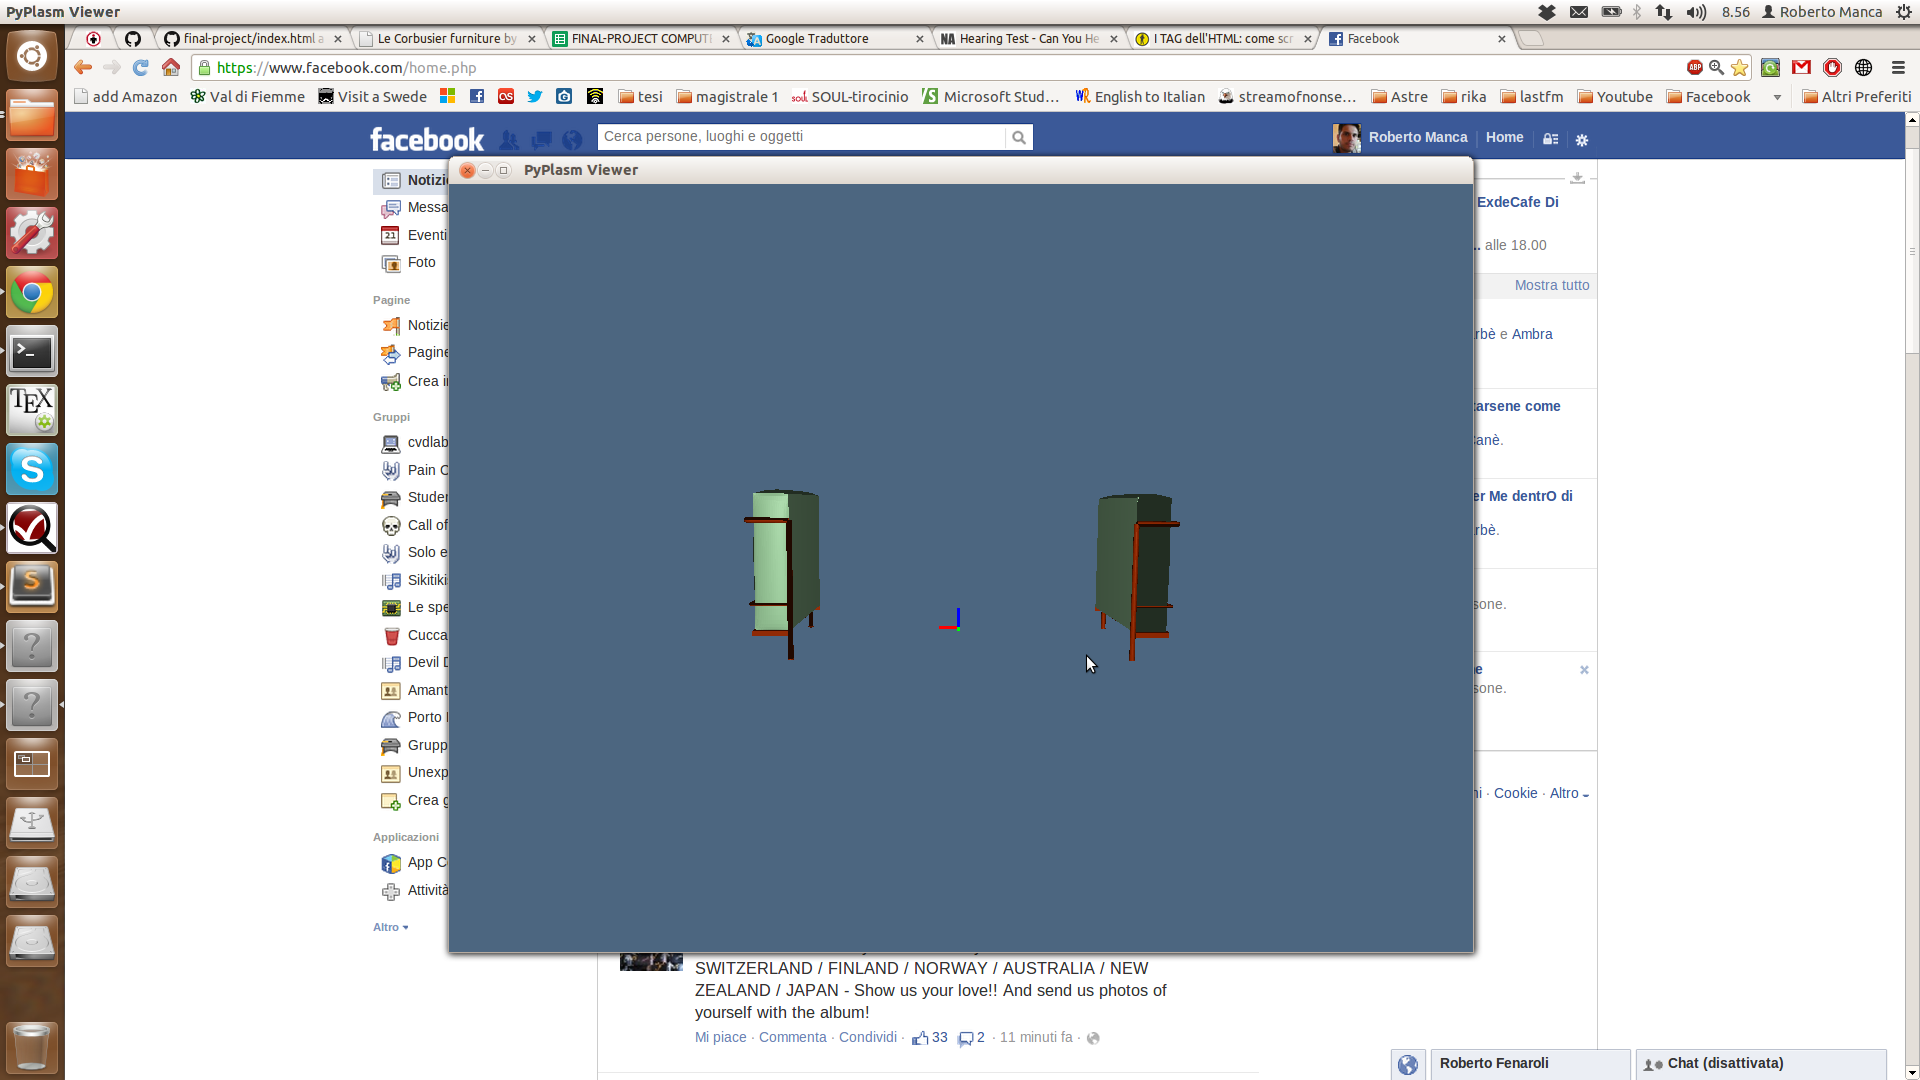 PyPlasm Viewer
8.56 Roberto Manca
final-project/index.html a
Le Corbusier furniture by
FINAL-PROJECT COMPUT
Google Traduttore
Hearing Test - Can You He
I TAG dell'HTML: come scr
Facebook
https://www.facebook.com/home.php
ABP
add Amazon
Val di Fiemme
Visit a Swede
tesi
magistrale 1
soul SOUL-tirocinio
Microsoft Stud...
English to Italian
streamofnonse...
Astre
rika
lastfm
Youtube
Facebook
Altri Preferiti
facebook
Cerca persone, luoghi e oggetti
Roberto Manca
Home
PyPlasm Viewer
Notizi
Messa
21 Eventi
Foto
Pagine
Notizie
Pagine
Crea i
Gruppi
cvdlab
Pain C
Studer
Call of
Solo e
Sikitiki
Le spe
Cucca
Devil D
Amant
Porto
Grupp
Unexp
Crea g
Applicazioni
App C
Attività
Altro
ExdeCafe Di
.. alle 18.00
Mostra tutto
rbè e Ambra
tarsene come
anè.
er Me dentrO di
rbè.
sone.
ne
sone.
ni · Cookie · Altro
SWITZERLAND / FINLAND / NORWAY / AUSTRALIA / NEW
ZEALAND / JAPAN - Show us your love!! And send us photos of
yourself with the album!
Mi piace · Commenta · Condividi · 33 2 · 11 minuti fa ·
Roberto Fenaroli
Chat (disattivata)
TEX
S
S
? 
?